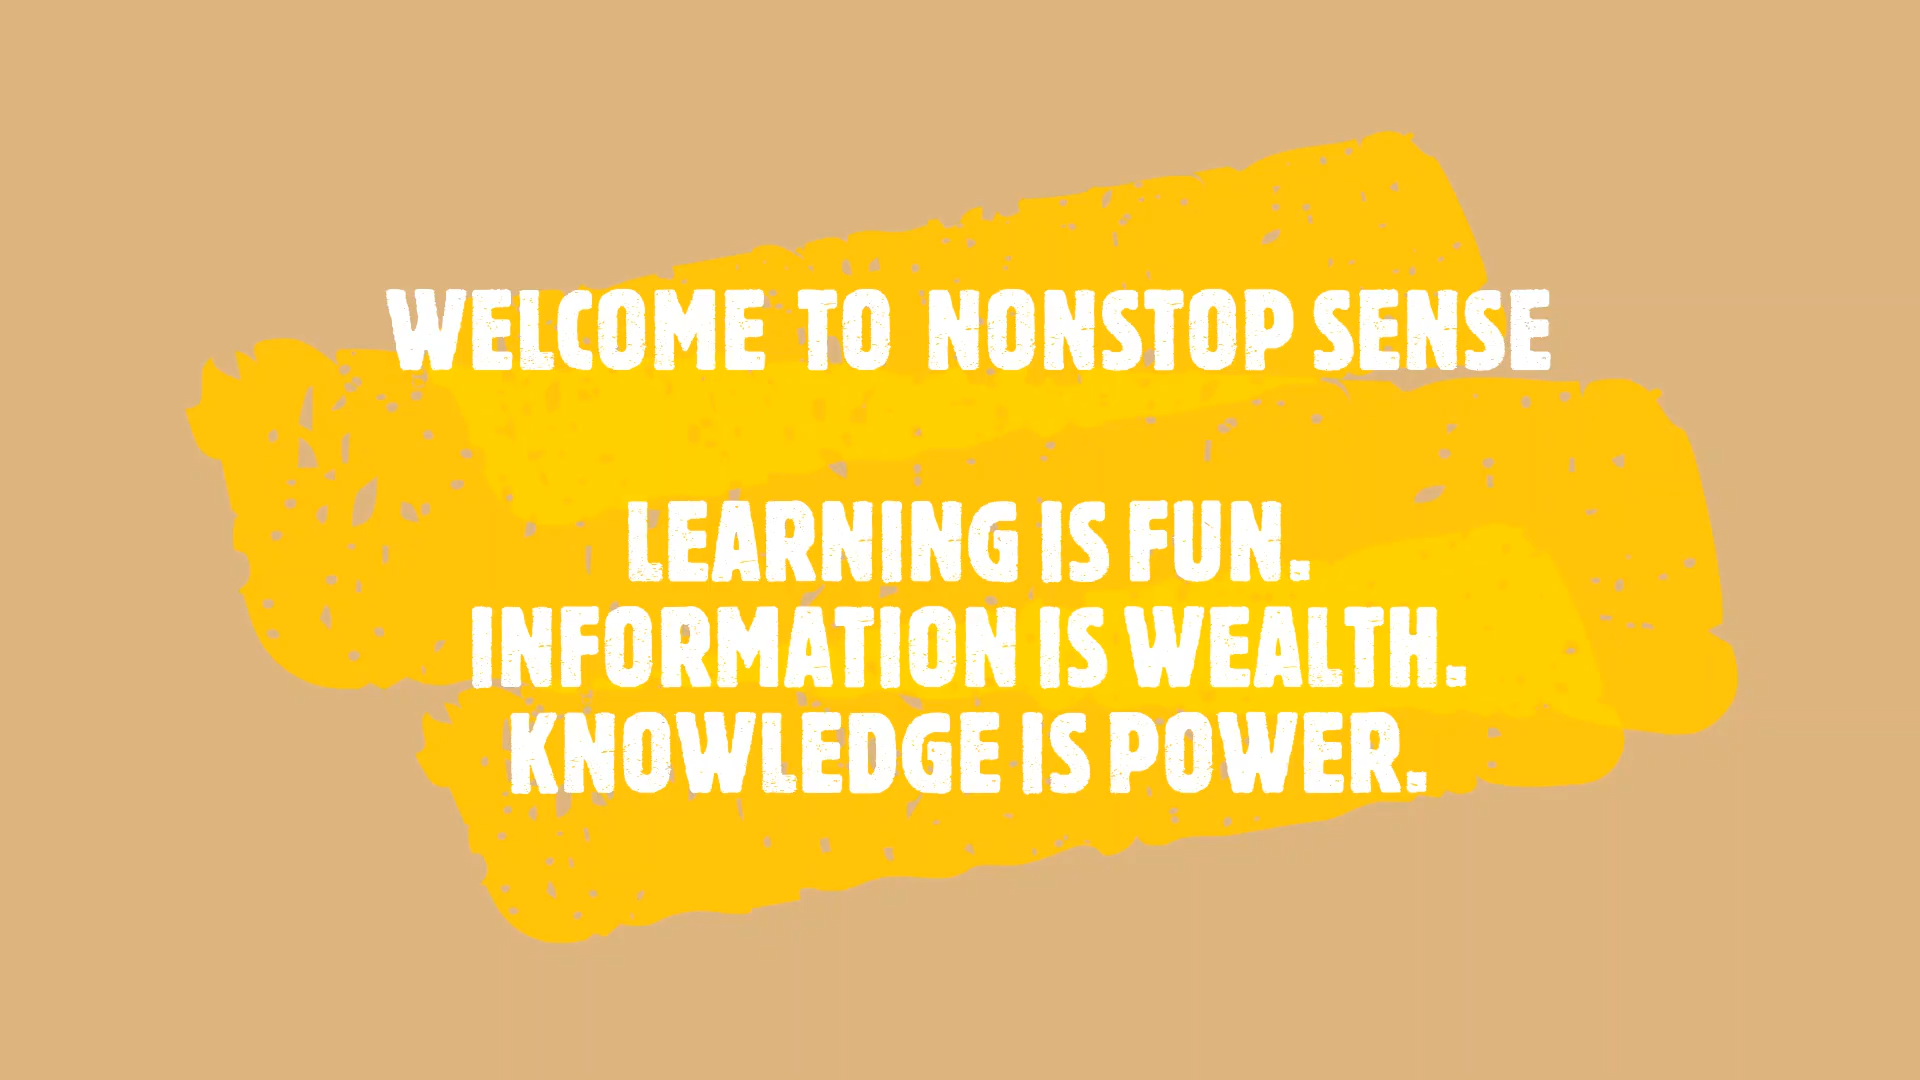 WELCOME TO NONSTOP SENSE
LEARNING IS FUN.
INFORMATION IS WEALTH.
KNOWLEDGE IS POWER.